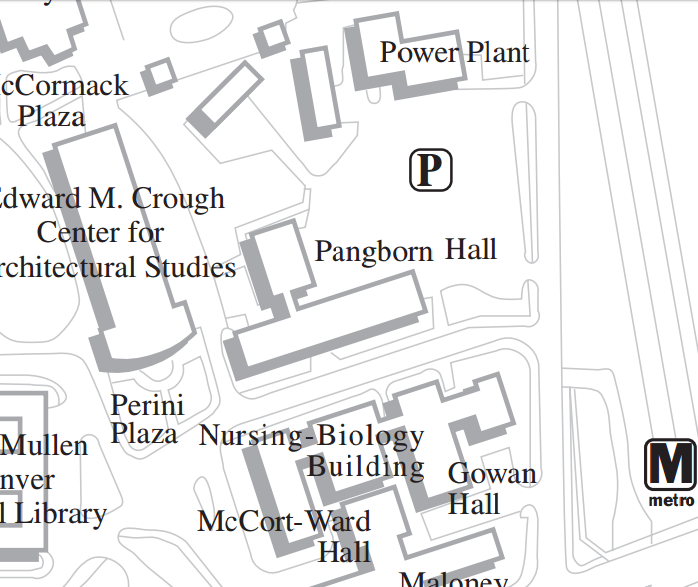 Power Plant
cCormack
Plaza
P
Edward M. Crough
Center for
rchitectural Studies
Pangborn Hall
Perini
Plaza
Nursing-Biology
Building
Mullen
nver
l Library
Gowan
Hall
M
metro
McCort-Ward
Hall
Maloney